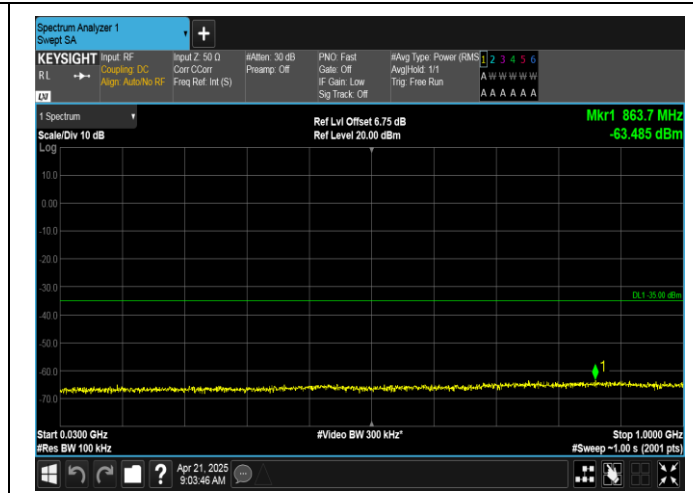 Spectrum Analyzer 1
Swept SA
KEYSIGHT Input: RF Input Z: 50 Ω #Atten: 30 dB PNO: Fast #Avg Type: Power (RMS 1 2 3 4 5 6
RL Coupling: DC Corr CCorr Preamp: Off Gate: Off Avg|Hold: 1/1 A W W W W W
Align: Auto/No RF Freq Ref: Int (S) IF Gain: Low Trig: Free Run
Sig Track: Off A A A A A A
LXI
1 Spectrum
Ref Lvl Offset 6.75 dB Mkr1 863.7 MHz
Scale/Div 10 dB Ref Level 20.00 dBm -63.485 dBm
Log
10.0
0.00
-10.0
-20.0
-30.0
DL1 -35.00 dBm
-40.0
-50.0
-60.0
1
-70.0
Start 0.0300 GHz #Video BW 300 kHz* Stop 1.0000 GHz
#Res BW 100 kHz #Sweep ~1.00 s (2001 pts)
? Apr 21, 2025
9:03:46 AM